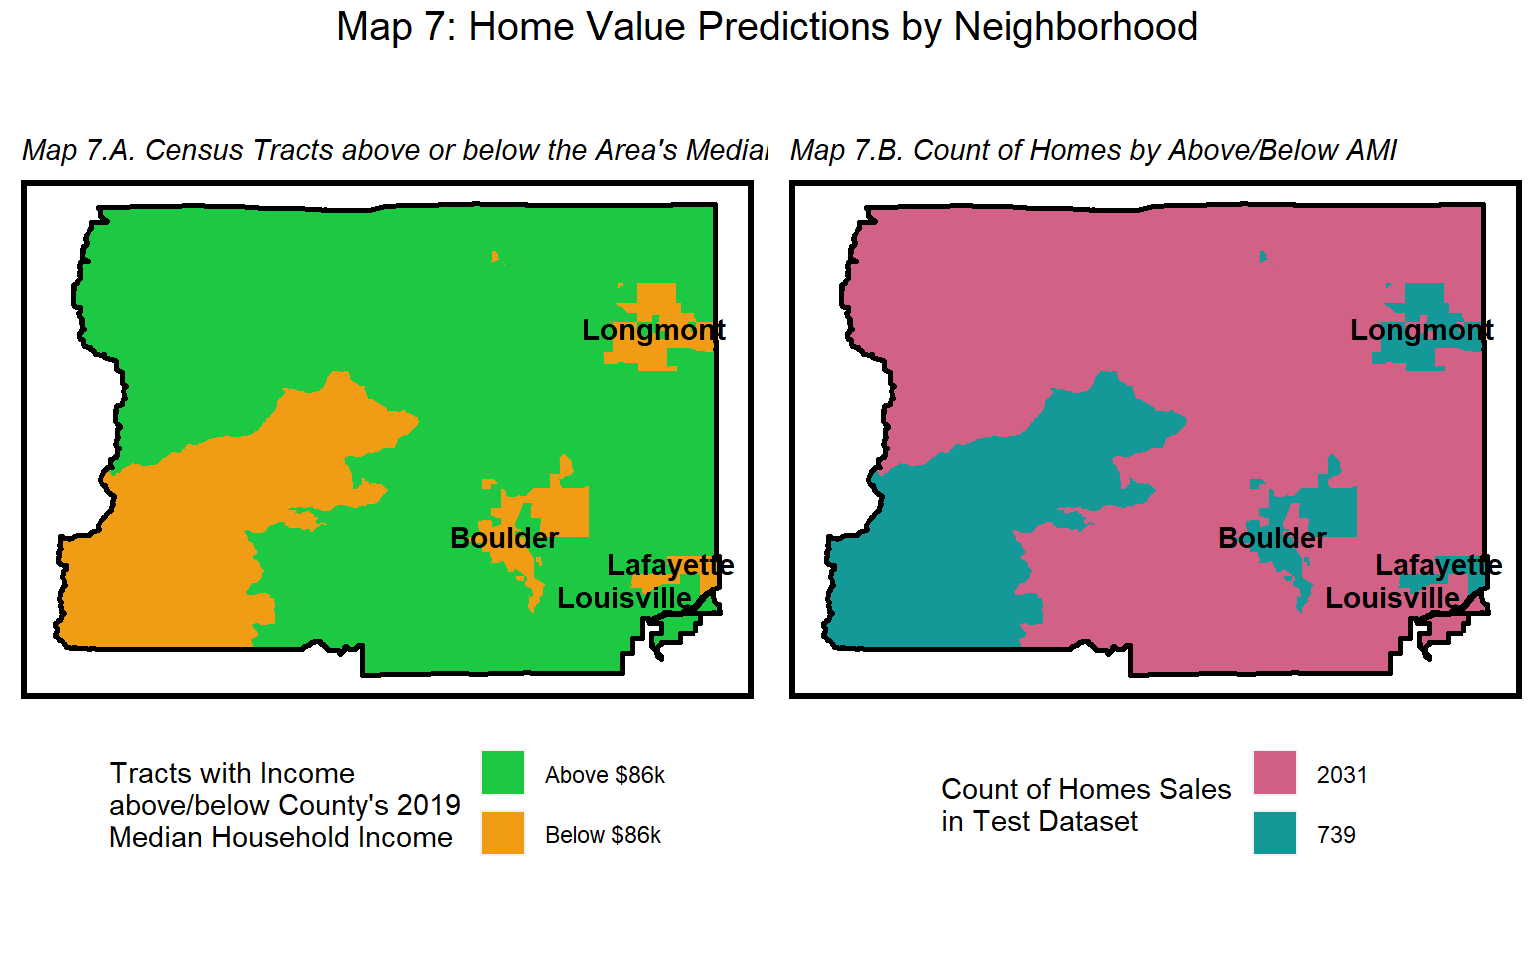 Map 7: Home Value Predictions by Neighborhood
Map 7.A. Census Tracts above or below the Area's Median
Map 7.B. Count of Homes by Above/Below AMI
Longmont
Boulder
Lafayette
Louisville
Longmont
Boulder
Lafayette
Louisville
Tracts with Income
above/below County's 2019
Median Household Income
Above $86k
Below $86k
Count of Homes Sales
in Test Dataset
2031
739